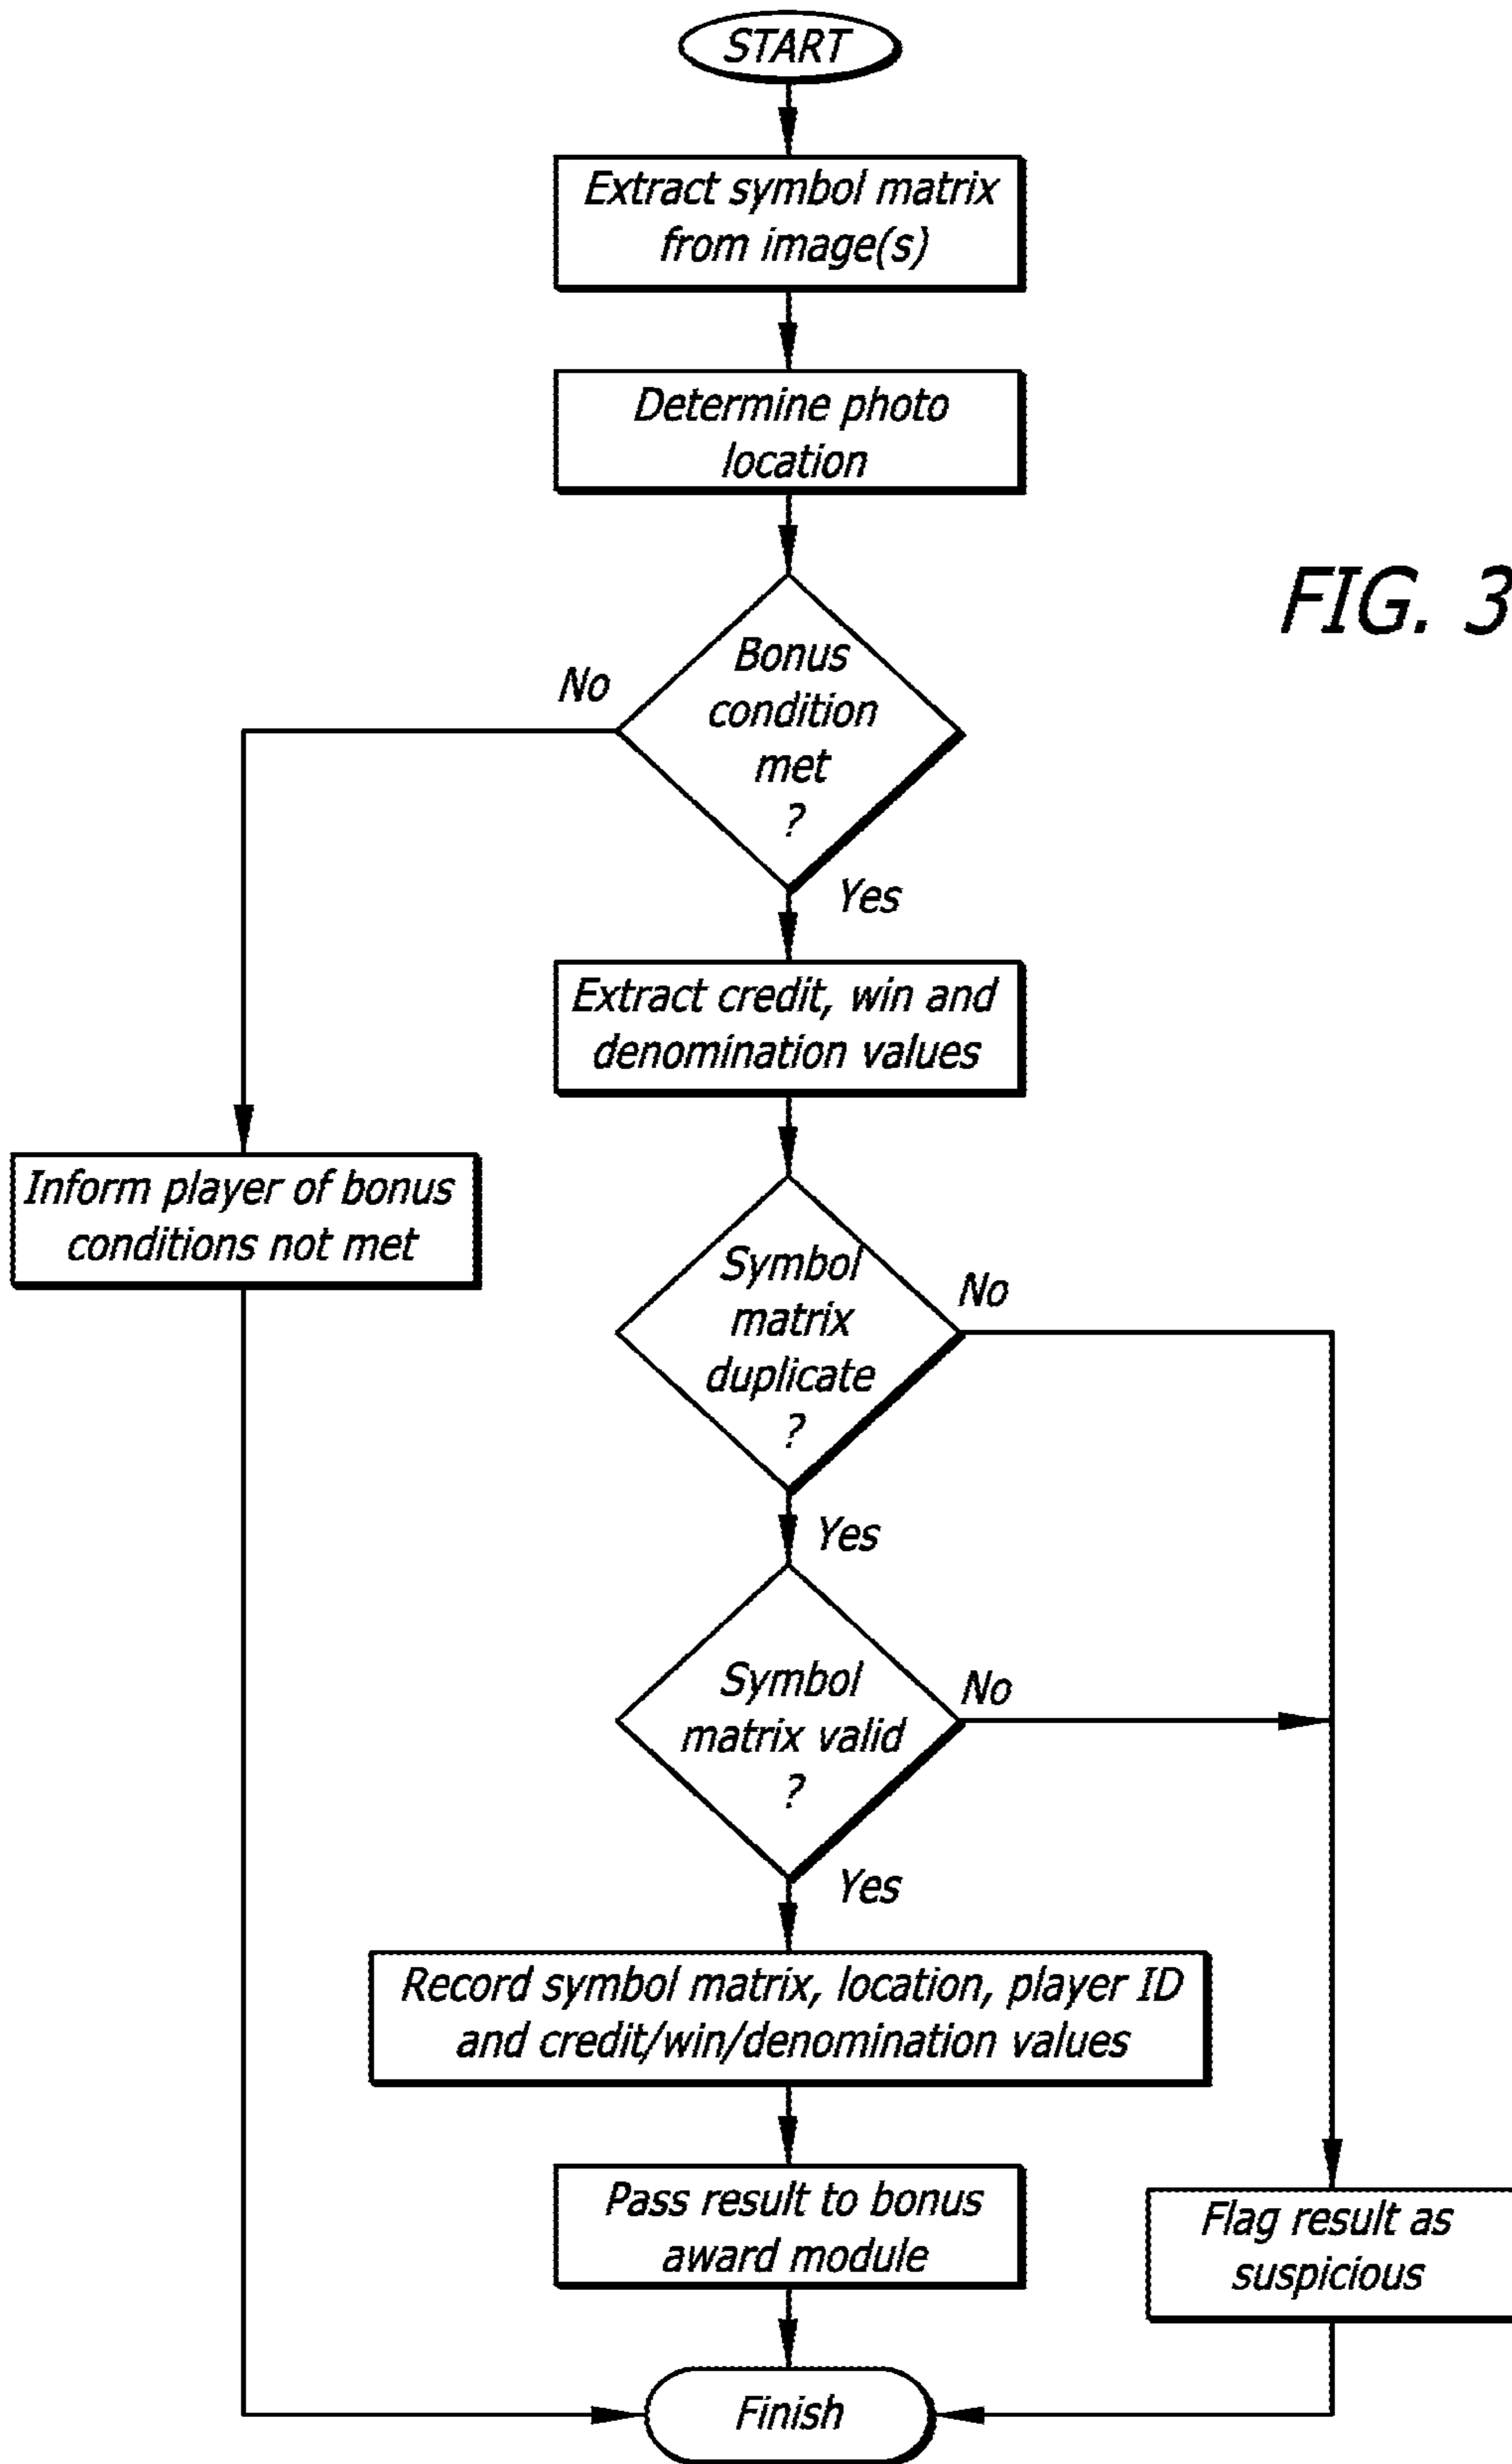 START
Extract symbol matrix
from image(s)
Determine photo
location
FIG. 3
Bonus
condition
met
?
No
Yes
Extract credit, win and
denomination values
Inform player of bonus
conditions not met
Symbol
matrix
duplicate
?
No
Yes
Symbol
matrix valid
?
No
Yes
Record symbol matrix, location, player ID
and credit/win/denomination values
Pass result to bonus
award module
Flag result as
suspicious
Finish